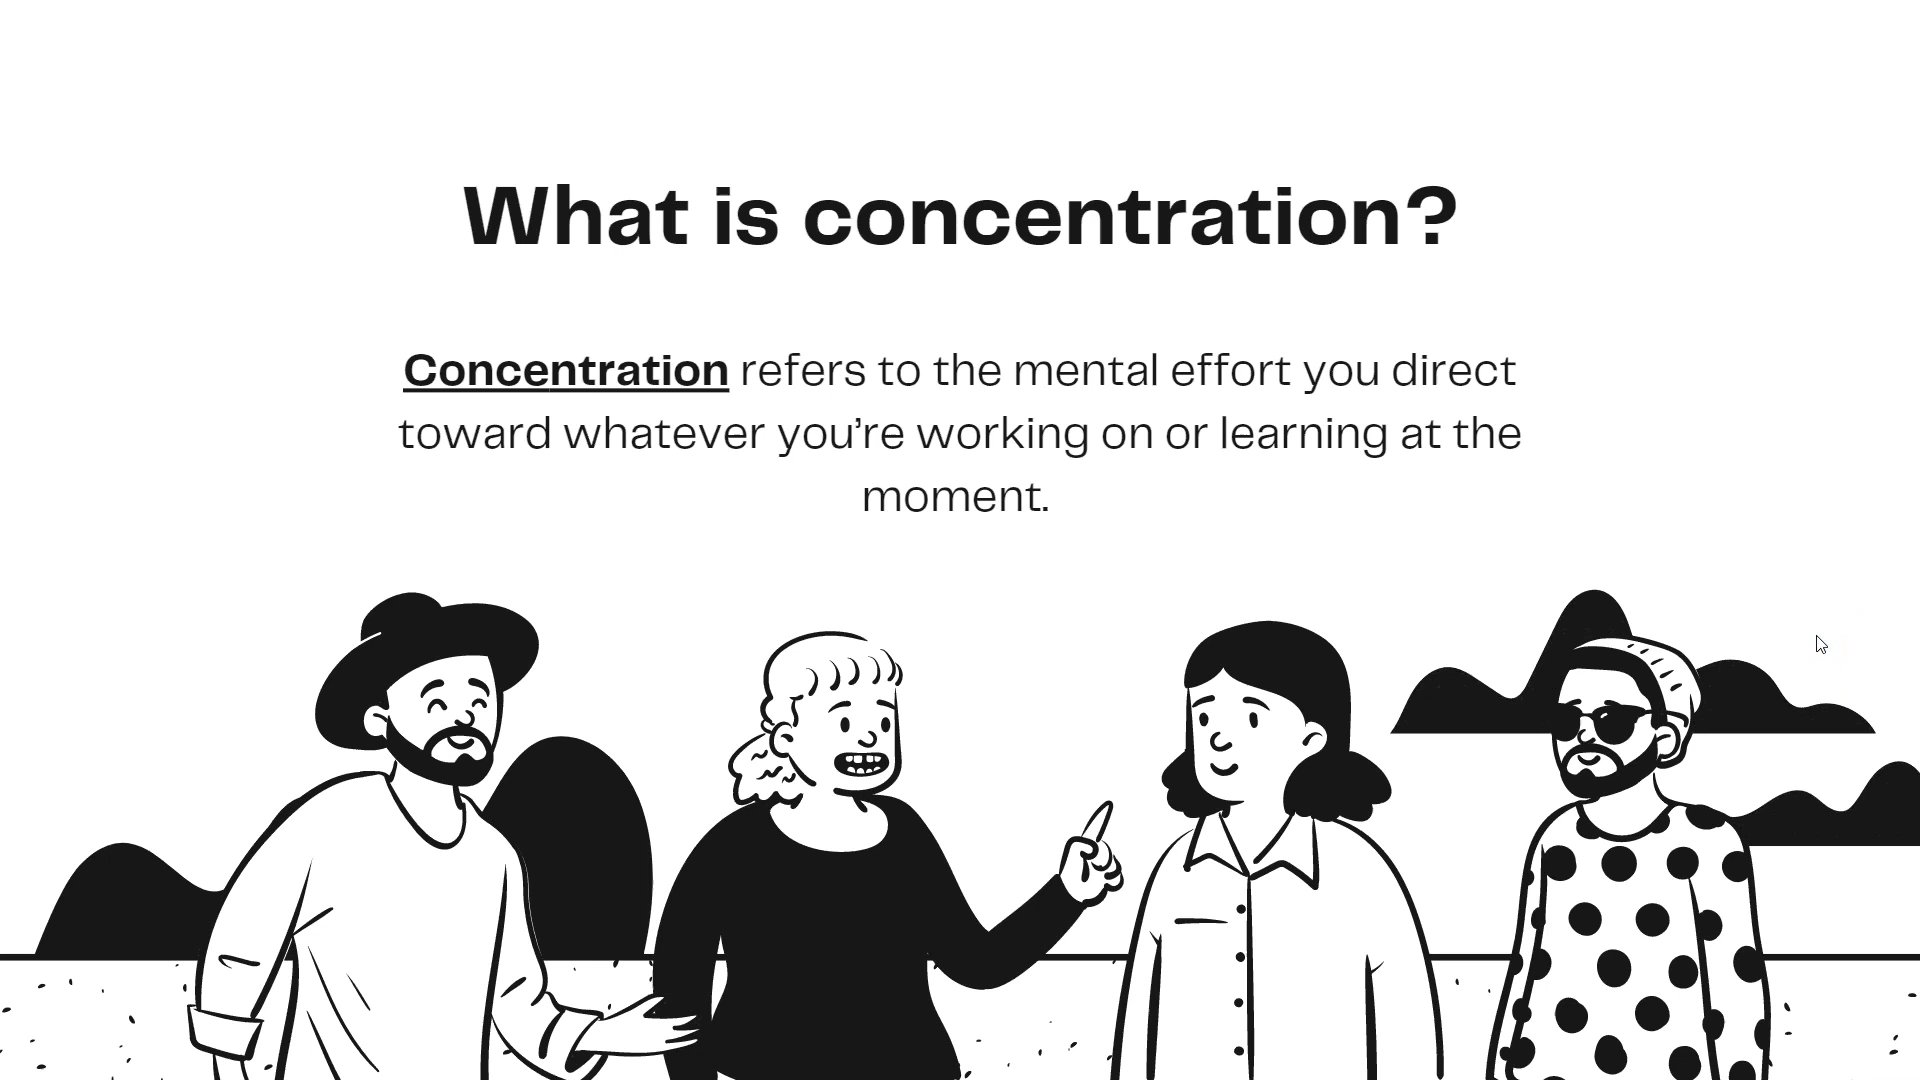 What is concentration?
Concentration refers to the mental effort you direct
toward whatever you’re working on or learning at the
moment.